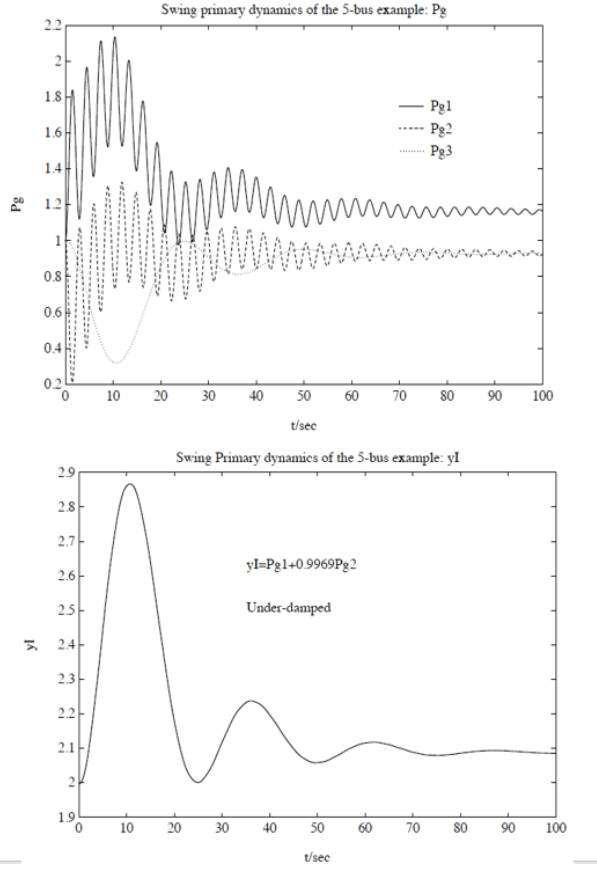 Swing primary dynamics of the 5-bus example: Pg
2.2
2
1.8
1.6
1.4
1.2
1
0.8
0.6
0.4
0.2
Pg
Pg1
Pg2
Pg3
0 10 20 30 40 50 60 70 80 90 100
t/sec
Swing Primary dynamics of the 5-bus example: yI
2.9
2.8
2.7
2.6
2.5
2.4
2.3
2.2
2.1
2
1.9
yI
yI=Pg1+0.9969Pg2
Under-damped
0 10 20 30 40 50 60 70 80 90 100
t/sec